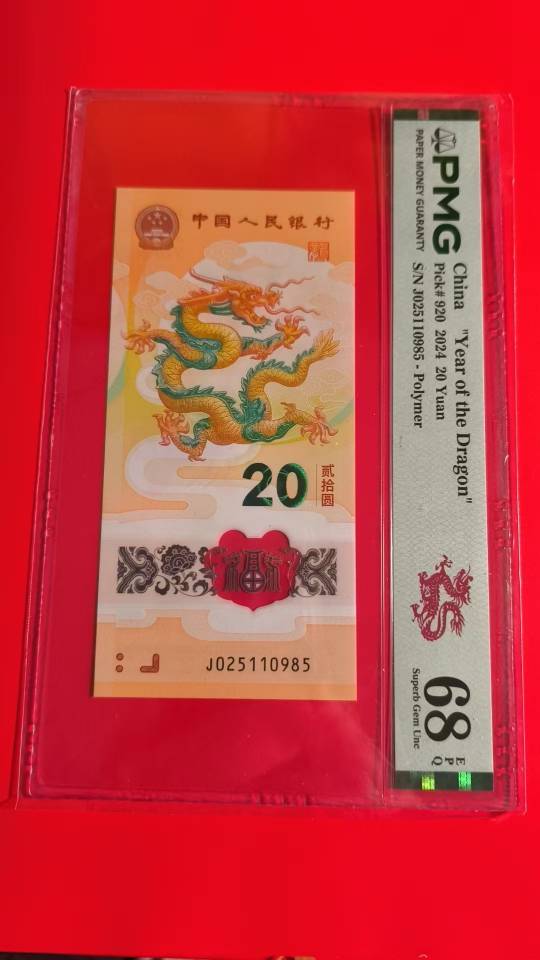 中国人民银行
20
贰拾圆
J025110985
PMG
PAPER MONEY GUARANTY
China "Year of the Dragon"
Pick# 920 2024 20 Yuan
S/N J025110985 - Polymer
68
EPQ
Superb Gem Unc